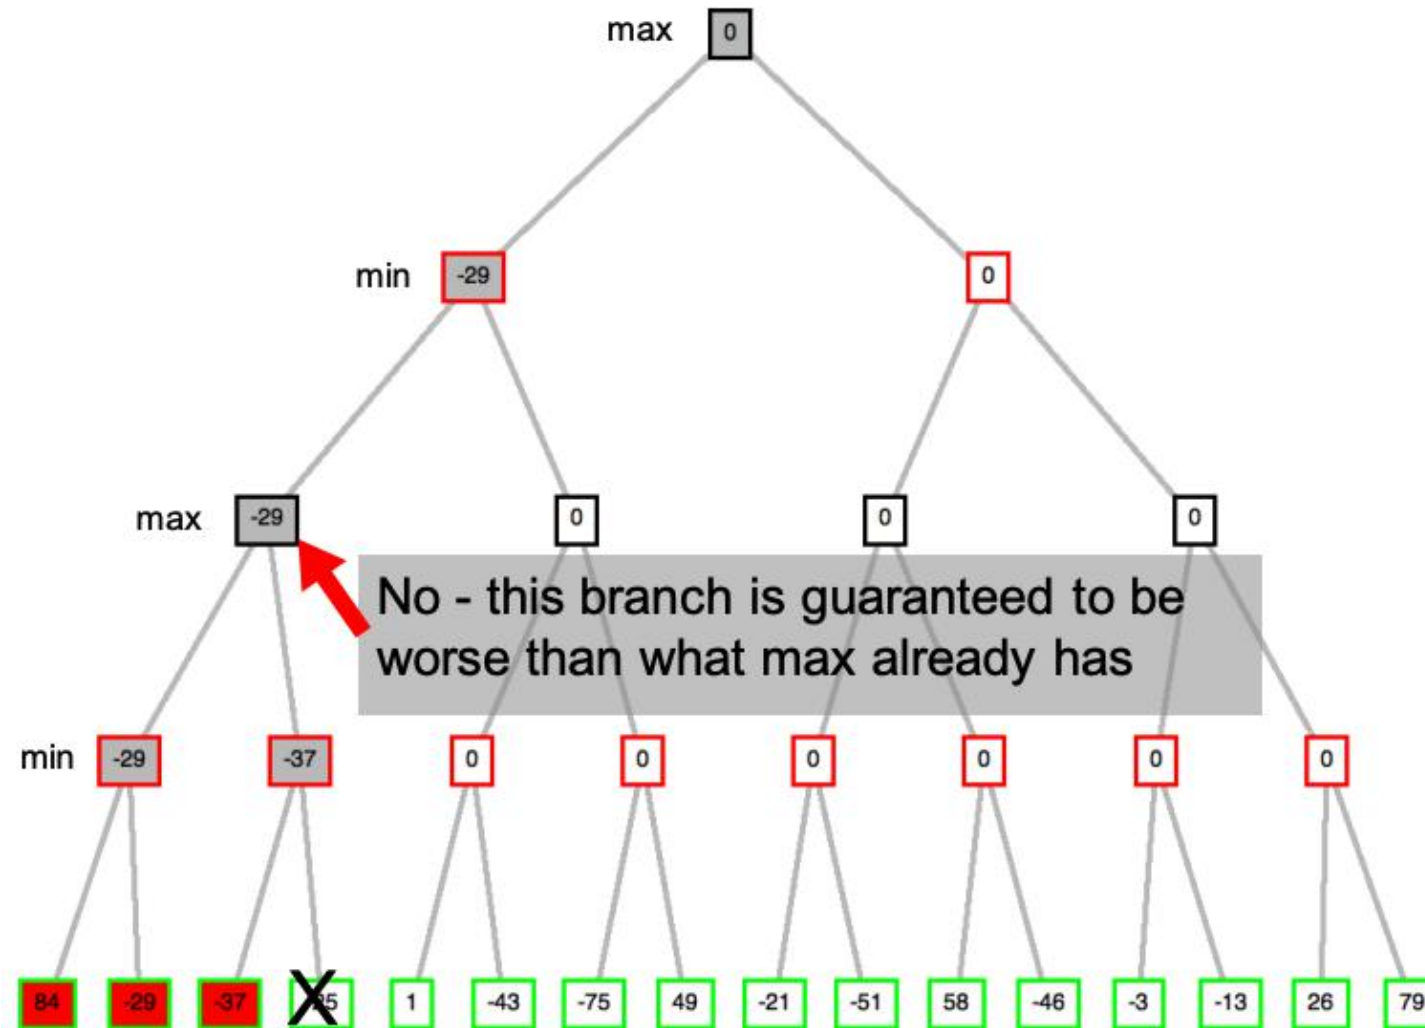 max 0
min -29 0
max -29 0 0 0
No - this branch is guaranteed to be
worse than what max already has
min -29 -37 0 0 0 0 0 0
84 -29 -37 X 1 -43 -75 49 -21 -51 58 -46 -3 -13 26 79